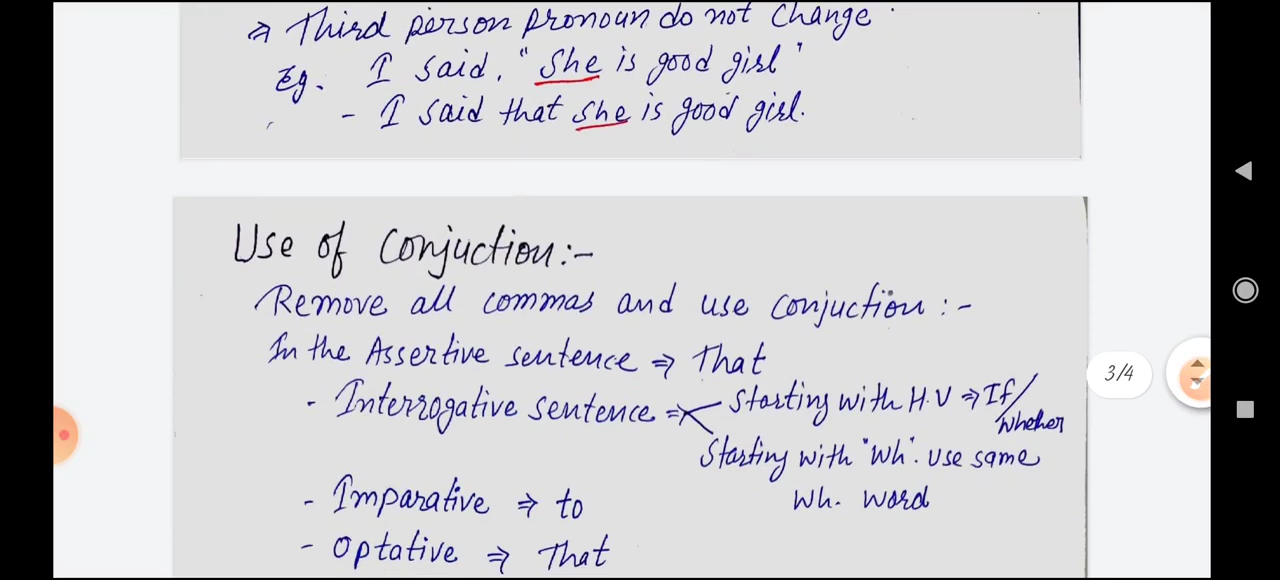 ⇒ Third person pronoun do not change.
Eg. I said, "She is good girl"
- I said that she is good girl.
Use of Conjuction:-
Remove all commas and use conjuction :-
In the Assertive sentence ⇒ That
- Interrogative sentence ⇒ Starting with H.V ⇒ If/
Wheher
Starting with "Wh". use same
Wh. word
- Imparative ⇒ to
- Optative ⇒ That
3/4